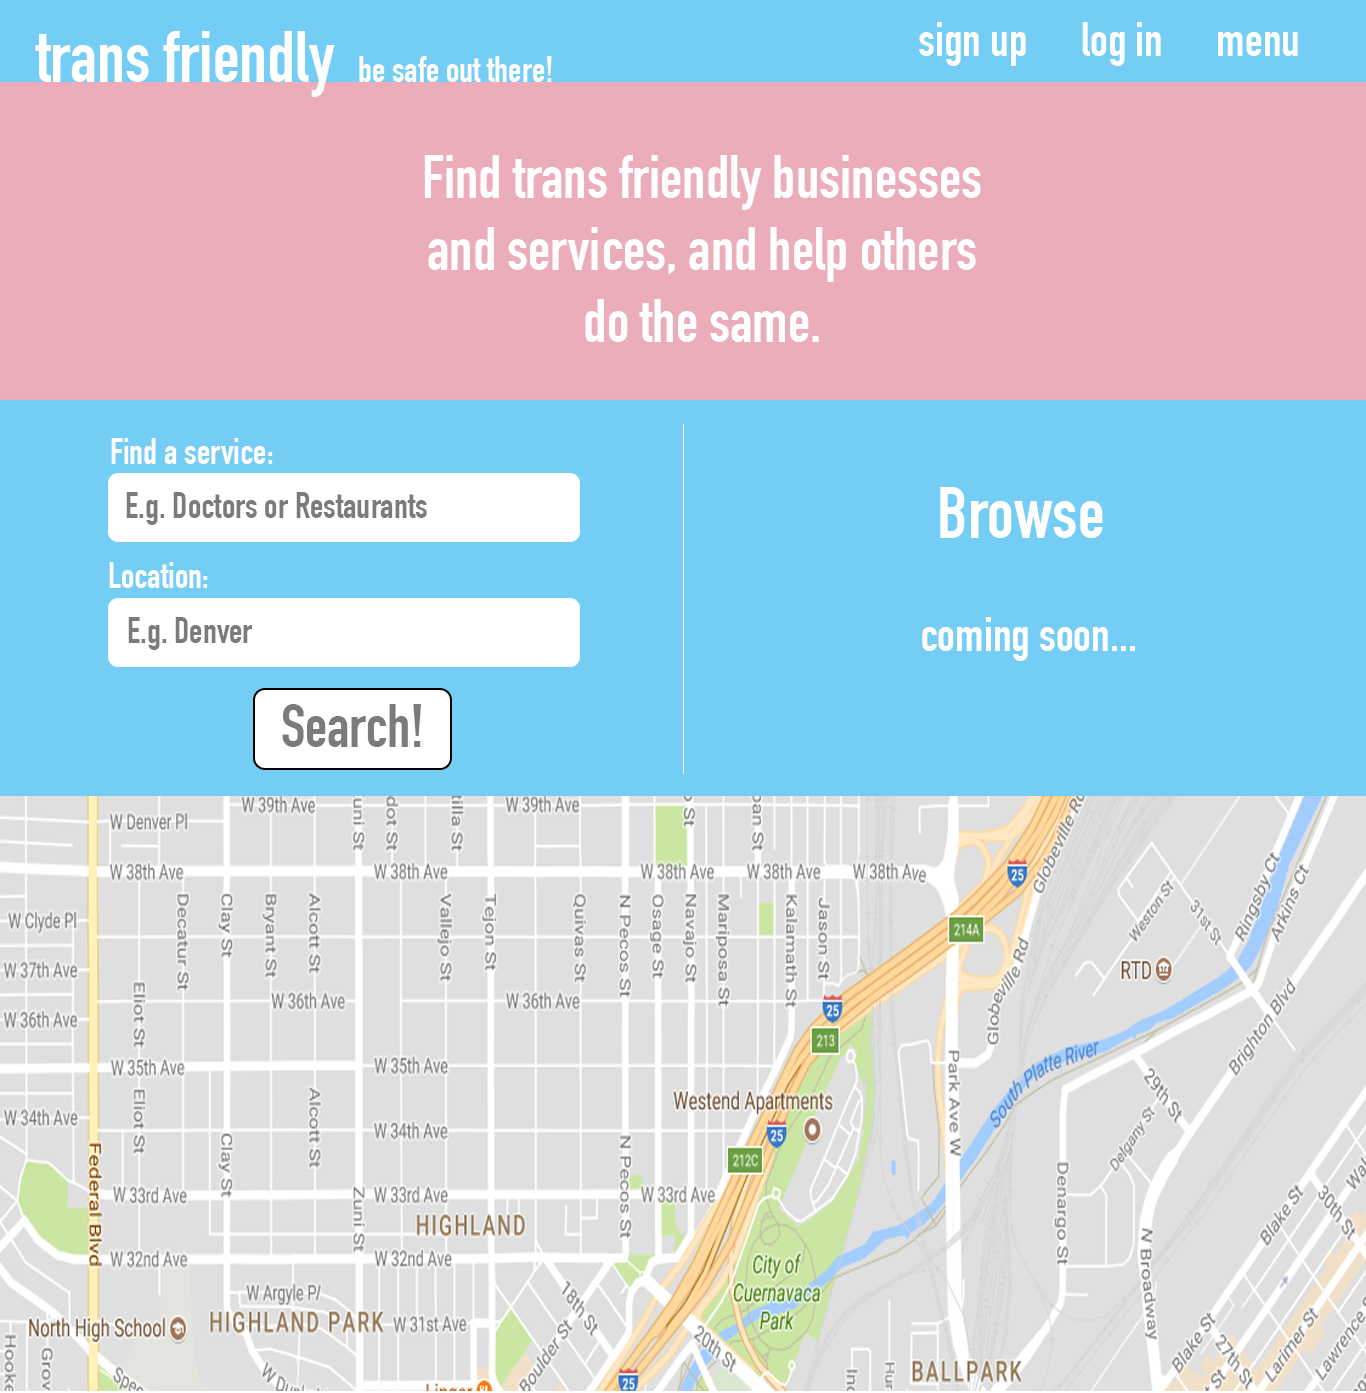 trans friendly be safe out there!
sign up log in menu
Find trans friendly businesses
and services, and help others
do the same.
Find a service:
E.g. Doctors or Restaurants
Location:
E.g. Denver
Search!
Browse
coming soon...
W 39th Ave
W 39th Ave
W Denver Pl
W 38th Ave
W 38th Ave
W 38th Ave
W 38th Ave
W 38th Ave
Globeville Rd
25
Ringsby Ct
Arkins Ct
Weston St
31st St
Decatur St
Clay St
Bryant St
Alcott St
Vallejo St
Tejon St
Quivas St
N Pecos St
Osage St
Navajo St
Mariposa St
Kalamath St
Jason St
214A
W Clyde Pl
W 37th Ave
RTD
Eliot St
W 36th Ave
W 36th Ave
W 36th Ave
25
213
Globeville Rd
Brighton Blvd
W 35th Ave
W 35th Ave
South Platte River
Park Ave W
29th St
Eliot St
Alcott St
W 34th Ave
W 34th Ave
Westend Apartments
25
212C
Delgany St
Federal Blvd
Clay St
N Pecos St
W 33rd Ave
W 33rd Ave
W 33rd Ave
Zuni St
Denargo St
Blake St
30th St
HIGHLAND
W 32nd Ave
W 32nd Ave
N Broadway
City of
Cuernavaca
Park
W Argyle Pl
18th St
North High School
HIGHLAND PARK
W 31st Ave
Boulder St
20th St
Blake St
27th St
Larimer St
BALLPARK
25